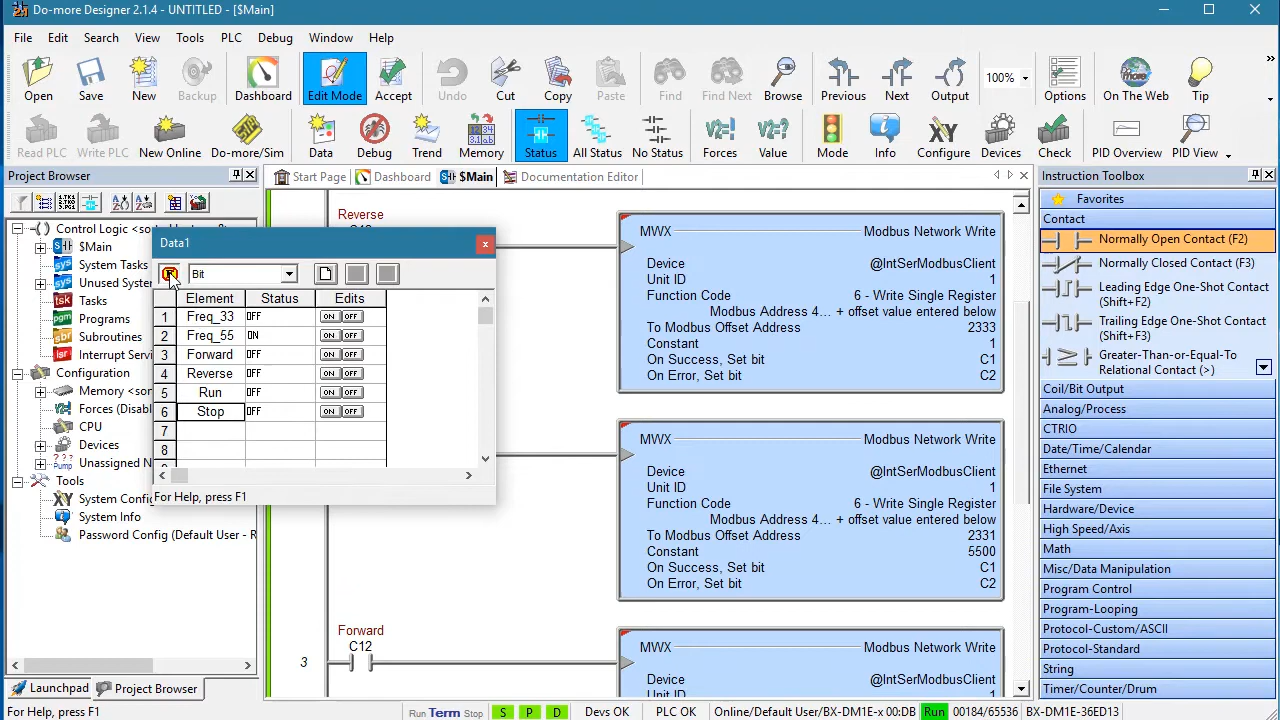 Do-more Designer 2.1.4 - UNTITLED - [$Main]
File Edit Search View Tools PLC Debug Window Help
Open Save New Backup Dashboard Edit Mode Accept Undo Cut Copy Paste Find Find Next Browse Previous Next Output 100% Options On The Web Tip
Read PLC Write PLC New Online Do-more/Sim Data Debug Trend Memory Status All Status No Status Forces Value Mode Info Configure Devices Check PID Overview PID View
Project Browser
Start Page Dashboard $Main Documentation Editor
Instruction Toolbox
Control Logic
$Main
System Tasks
Unused Syste
Tasks
Programs
Subroutines
Interrupt Servi
Configuration
Memory <son
Forces (Disabl
CPU
Devices
Unassigned N
Tools
System Config
System Info
Password Config (Default User - R
Launchpad Project Browser
Data1
Bit
Element Status Edits
1 Freq_33 OFF ON OFF
2 Freq_55 ON ON OFF
3 Forward OFF ON OFF
4 Reverse OFF ON OFF
5 Run OFF ON OFF
6 Stop OFF ON OFF
7
8
For Help, press F1
Reverse
MWX Modbus Network Write
Device @IntSerModbusClient
Unit ID 1
Function Code 6 - Write Single Register
Modbus Address 4... + offset value entered below
To Modbus Offset Address 2333
Constant 1
On Success, Set bit C1
On Error, Set bit C2
MWX Modbus Network Write
Device @IntSerModbusClient
Unit ID 1
Function Code 6 - Write Single Register
Modbus Address 4... + offset value entered below
To Modbus Offset Address 2331
Constant 5500
On Success, Set bit C1
On Error, Set bit C2
Forward
C12
3
MWX Modbus Network Write
Device @IntSerModbusClient
Unit ID 1
Favorites
Contact
Normally Open Contact (F2)
Normally Closed Contact (F3)
Leading Edge One-Shot Contact
(Shift+F2)
Trailing Edge One-Shot Contact
(Shift+F3)
Greater-Than-or-Equal-To
Relational Contact (>)
Coil/Bit Output
Analog/Process
CTRIO
Date/Time/Calendar
Ethernet
File System
Hardware/Device
High Speed/Axis
Math
Misc/Data Manipulation
Program Control
Program-Looping
Protocol-Custom/ASCII
Protocol-Standard
String
Timer/Counter/Drum
For Help, press F1 Run Term Stop S P D Devs OK PLC OK Online/Default User/BX-DM1E-x 00:DB Run 00184/65536 BX-DM1E-36ED13